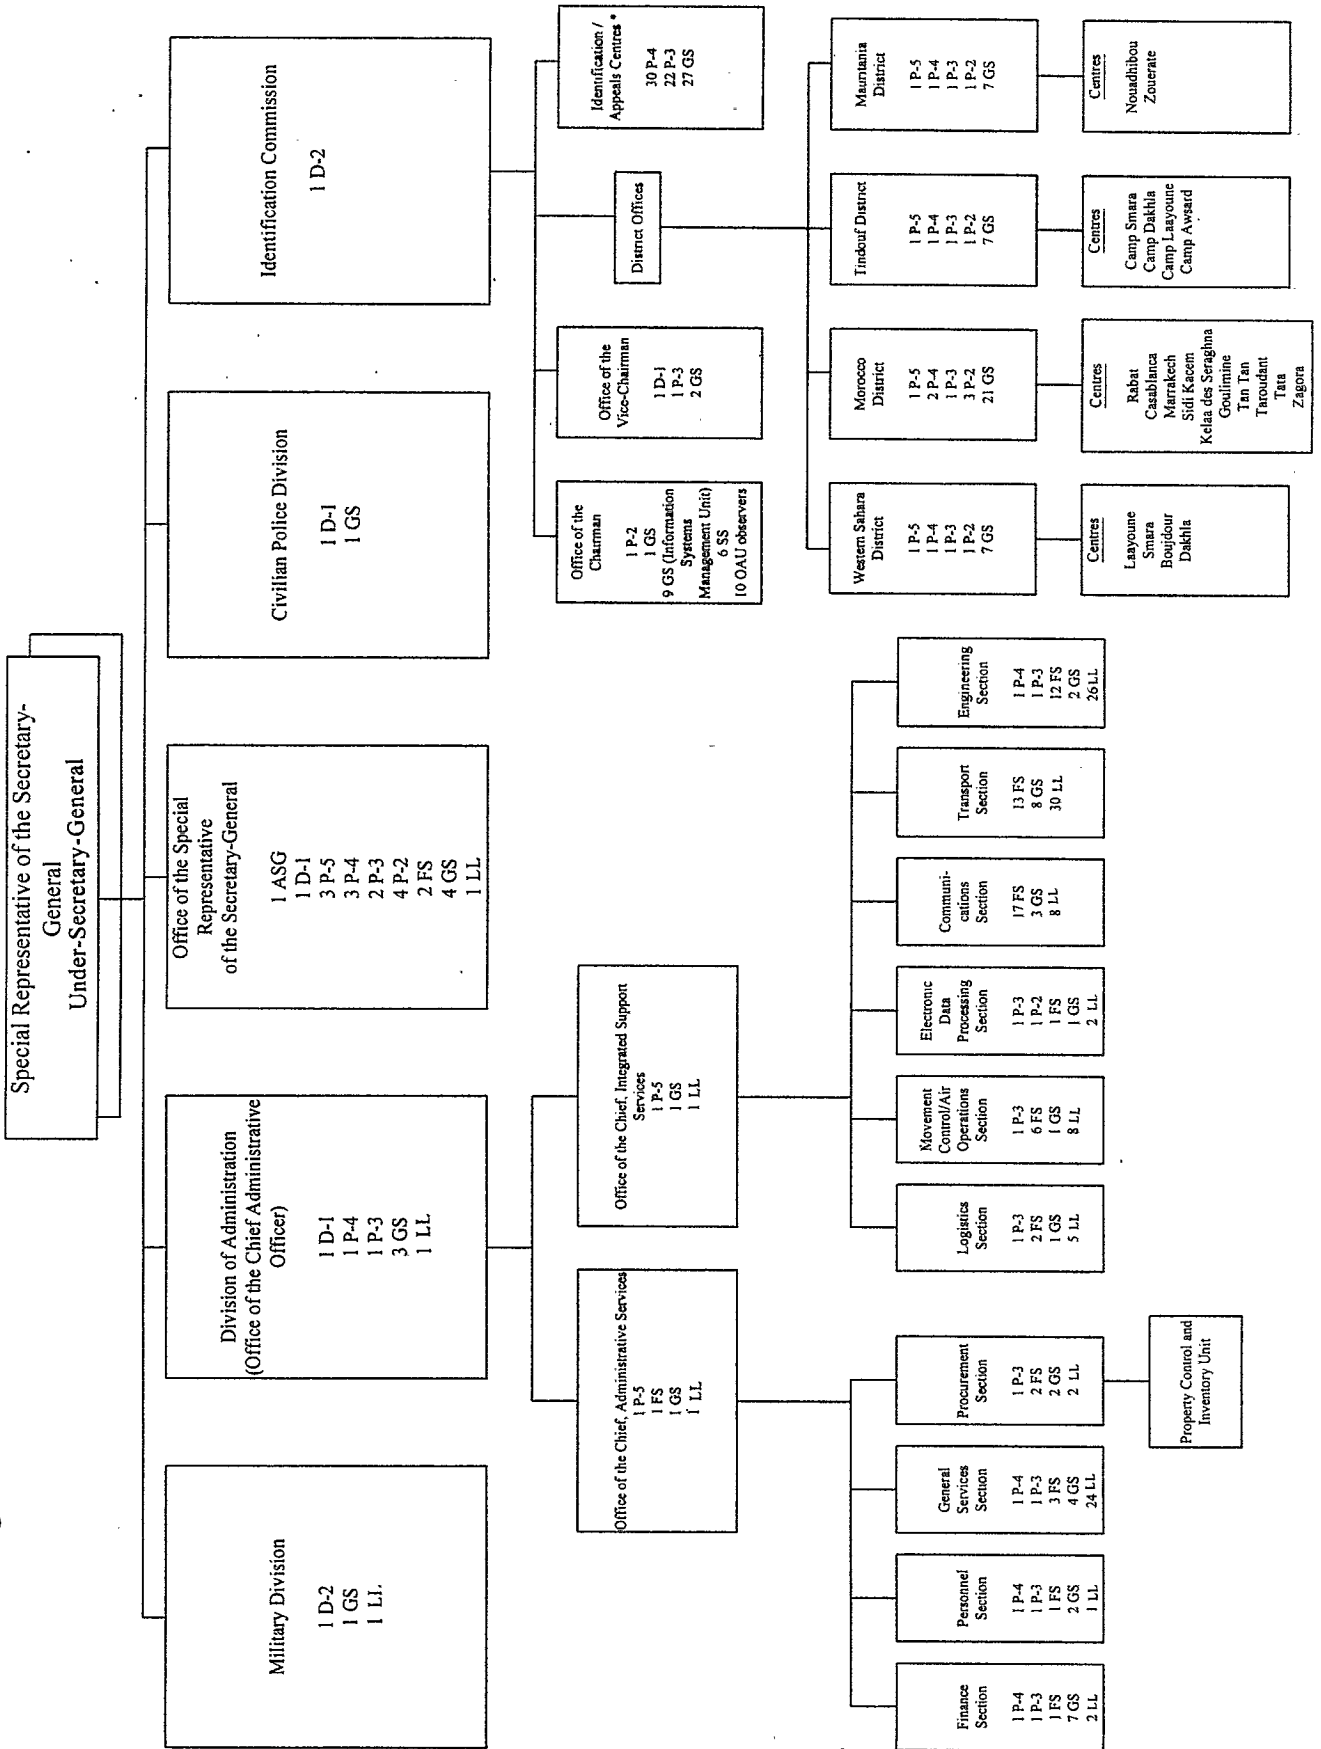 Special Representative of the Secretary-
General
Under-Secretary-General
Military Division
1 D-2
1 GS
1 LL
Division of Administration
(Office of the Chief Administrative
Officer)
1 D-1
1 P-4
1 P-3
3 GS
1 LL
Office of the Special
Representative
of the Secretary-General
1 ASG
1 D-1
3 P-5
3 P-4
2 P-3
4 P-2
2 FS
4 GS
1 LL
Civilian Police Division
1 D-1
1 GS
Identification Commission
1 D-2
Office of the Chief, Administrative Services
1 P-5
1 FS
1 GS
1 LL
Office of the Chief, Integrated Support
Services
1 P-5
1 GS
1 LL
Office of the
Chairman
1 P-2
1 GS
9 GS (Information
Systems
Management Unit)
6 SS
10 OAU observers
Office of the
Vice-Chairman
1 D-1
1 P-3
2 GS
District Offices
Identification /
Appeals Centres *
30 P-4
22 P-3
27 GS
Finance
Section
1 P-4
1 P-3
1 FS
7 GS
2 LL
Personnel
Section
1 P-4
1 P-3
1 FS
2 GS
1 LL
General
Services
Section
1 P-4
1 P-3
3 FS
4 GS
24 LL
Procurement
Section
1 P-3
2 FS
2 GS
2 LL
Property Control and
Inventory Unit
Logistics
Section
1 P-3
2 FS
1 GS
5 LL
Movement
Control/Air
Operations
Section
1 P-3
6 FS
1 GS
8 LL
Electronic
Data
Processing
Section
1 P-3
1 P-2
1 FS
1 GS
2 LL
Communi-
cations
Section
17 FS
3 GS
8 LL
Transport
Section
13 FS
8 GS
30 LL
Engineering
Section
1 P-4
1 P-3
12 FS
2 GS
26 LL
Western Sahara
District
1 P-5
1 P-4
1 P-3
1 P-2
7 GS
Morocco
District
1 P-5
2 P-4
1 P-3
3 P-2
21 GS
Tindouf District
1 P-5
1 P-4
1 P-3
1 P-2
7 GS
Mauritania
District
1 P-5
1 P-4
1 P-3
1 P-2
7 GS
Centres
Laayoune
Smara
Boujdour
Dakhla
Centres
Rabat
Casablanca
Marrakech
Sidi Kacem
Kelaa des Seraghna
Goulimine
Tan Tan
Taroudant
Tata
Zagora
Centres
Camp Smara
Camp Dakhla
Camp Laayoune
Camp Awsard
Centres
Nouadhibou
Zouerate